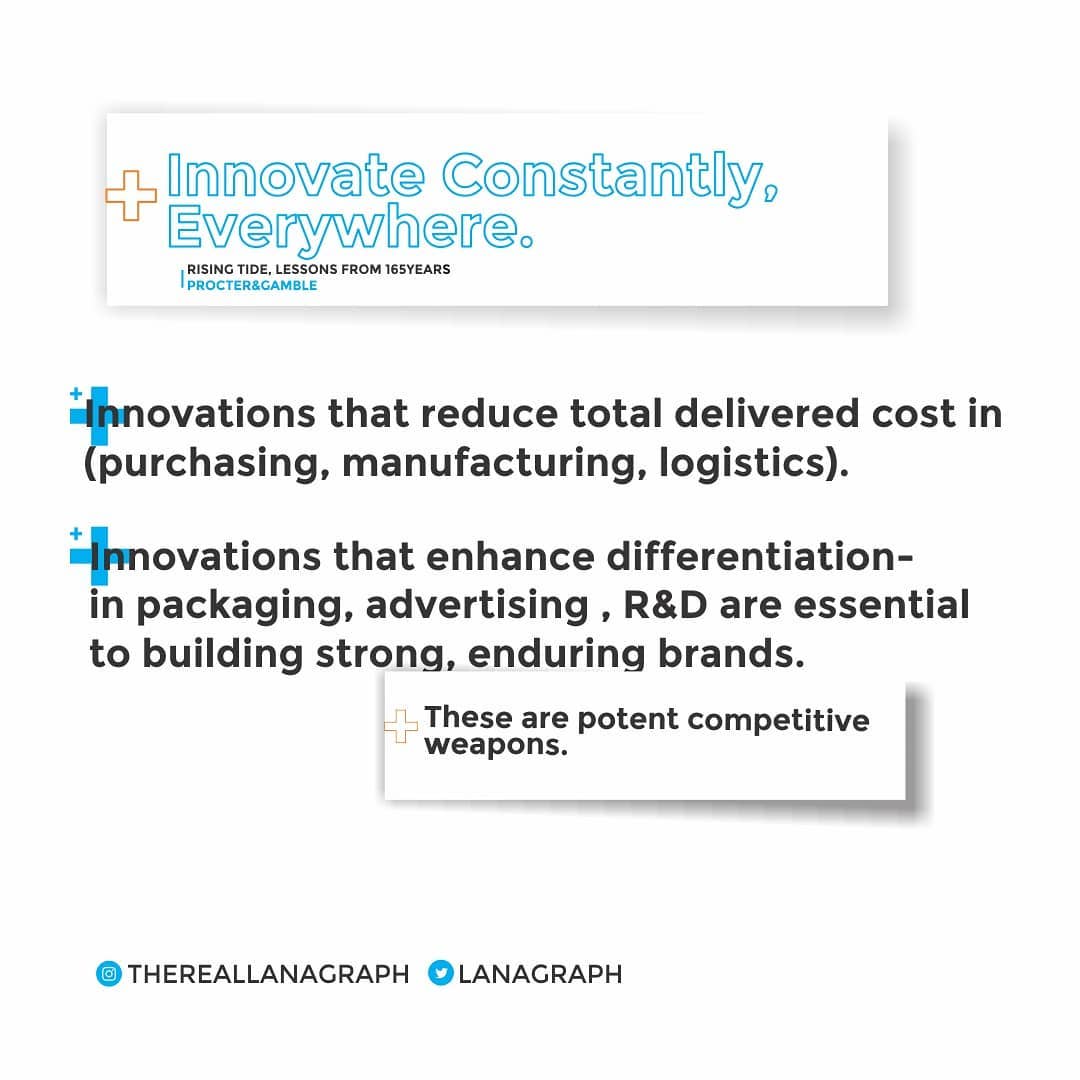 Innovate Constantly,
Everywhere.
RISING TIDE, LESSONS FROM 165YEARS
PROCTER&GAMBLE
Innovations that reduce total delivered cost in
(purchasing, manufacturing, logistics).
Innovations that enhance differentiation-
in packaging, advertising , R&D are essential
to building strong, enduring brands.
These are potent competitive
weapons.
THEREALLANAGRAPH LANAGRAPH